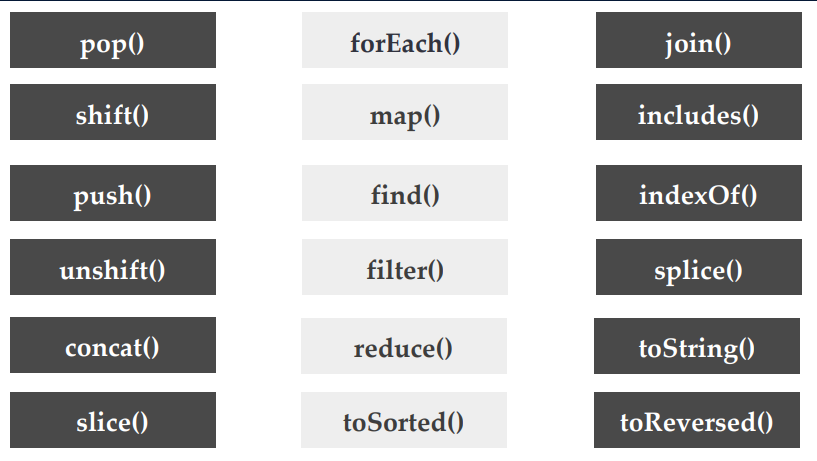 pop()
forEach()
join()
shift()
map()
includes()
push()
find()
indexOf()
unshift()
filter()
splice()
concat()
reduce()
toString()
slice()
toSorted()
toReversed()